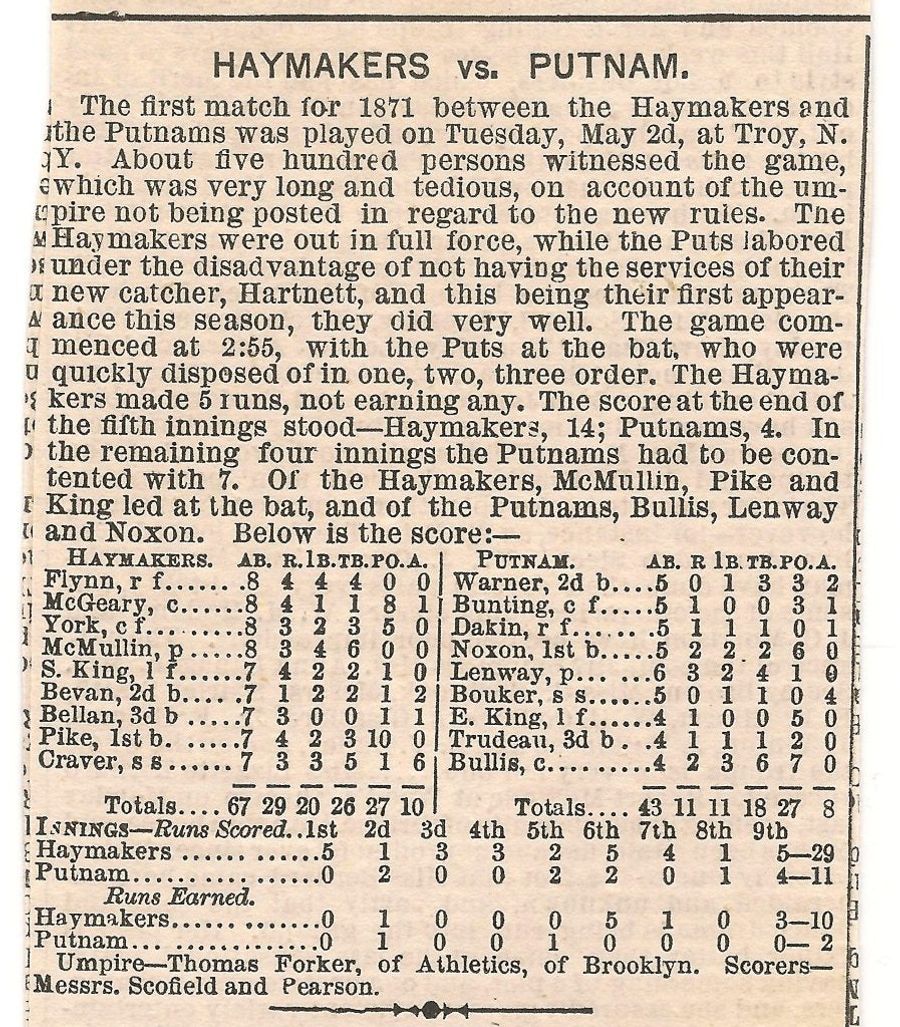 HAYMAKERS vs. PUTNAM.
The first match for 1871 between the Haymakers and
the Putnams was played on Tuesday, May 2d, at Troy, N.
Y. About five hundred persons witnessed the game,
which was very long and tedious, on account of the um-
pire not being posted in regard to the new rules. The
Haymakers were out in full force, while the Puts labored
under the disadvantage of not having the services of their
new catcher, Hartnett, and this being their first appear-
ance this season, they did very well. The game com-
menced at 2:55, with the Puts at the bat, who were
quickly disposed of in one, two, three order. The Hayma-
kers made 5 runs, not earning any. The score at the end of
the fifth innings stood—Haymakers, 14; Putnams, 4. In
the remaining four innings the Putnams had to be con-
tented with 7. Of the Haymakers, McMullin, Pike and
King led at the bat, and of the Putnams, Bullis, Lenway
and Noxon. Below is the score:—
HAYMAKERS. AB. R. 1B. TB. PO. A.
Flynn, r f.......8 4 4 4 0 0
McGeary, c......8 4 1 1 8 1
York, c f.........8 3 2 3 5 0
McMullin, p .....8 3 4 6 0 0
S. King, l f......7 4 2 2 1 0
Bevan, 2d b.....7 1 2 2 1 2
Bellan, 3d b .....7 3 0 0 1 1
Pike, 1st b. ......7 4 2 3 10 0
Craver, s s.......7 3 3 5 1 6
Totals....67 29 20 26 27 10
PUTNAM. AB. R 1B. TB. PO. A.
Warner, 2d b....5 0 1 3 3 2
Bunting, c f.....5 1 0 0 3 1
Dakin, r f.......5 1 1 1 0 1
Noxon, 1st b.....5 2 2 2 6 0
Lenway, p.......6 3 2 4 1 0
Bouker, s s......5 0 1 1 0 4
E. King, l f......4 1 0 0 5 0
Trudeau, 3d b...4 1 1 1 2 0
Bullis, c..........4 2 3 6 7 0
Totals....43 11 11 18 27 8
INNINGS—Runs Scored..1st 2d 3d 4th 5th 6th 7th 8th 9th
Haymakers .............5 1 3 3 2 5 4 1 5—29
Putnam.................0 2 0 0 2 2 0 1 4—11
Runs Earned.
Haymakers..............0 1 0 0 0 5 1 0 3—10
Putnam.................0 1 0 0 1 0 0 0 0— 2
Umpire—Thomas Forker, of Athletics, of Brooklyn. Scorers—
Messrs. Scofield and Pearson.